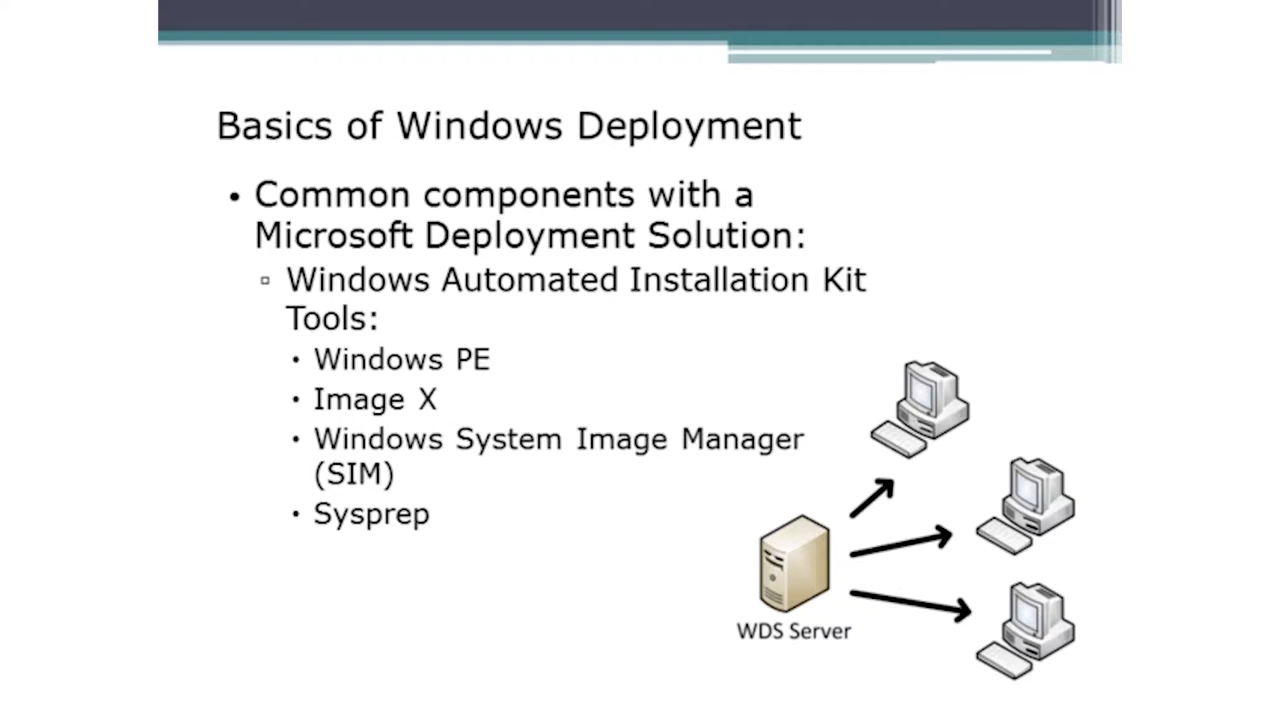 Basics of Windows Deployment
• Common components with a
Microsoft Deployment Solution:
▫ Windows Automated Installation Kit
Tools:
• Windows PE
• Image X
• Windows System Image Manager
(SIM)
• Sysprep
WDS Server